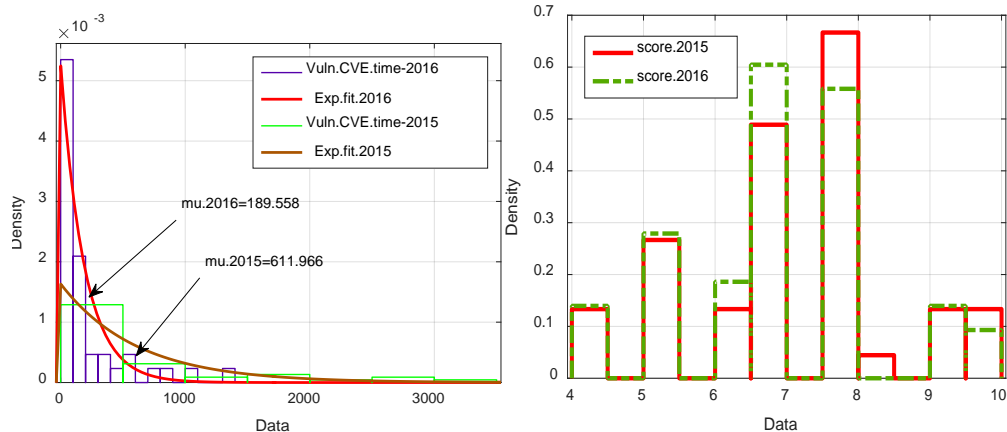 × 10⁻³
5
4
3
2
1
0
Density
0
1000
2000
3000
Data
Vuln.CVE.time-2016
Exp.fit.2016
Vuln.CVE.time-2015
Exp.fit.2015
mu.2016=189.558
mu.2015=611.966
0.7
0.6
0.5
0.4
0.3
0.2
0.1
0
Density
4
5
6
7
8
9
10
Data
score.2015
score.2016